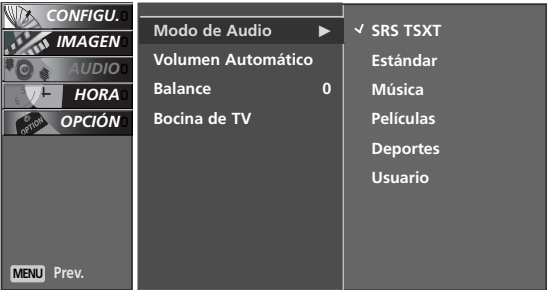 CONFIGU.
IMAGEN
AUDIO
HORA
OPCIÓN
OPTION
MENU Prev.
Modo de Audio ▶
Volumen Automático
Balance 0
Bocina de TV
✓ SRS TSXT
Estándar
Música
Películas
Deportes
Usuario